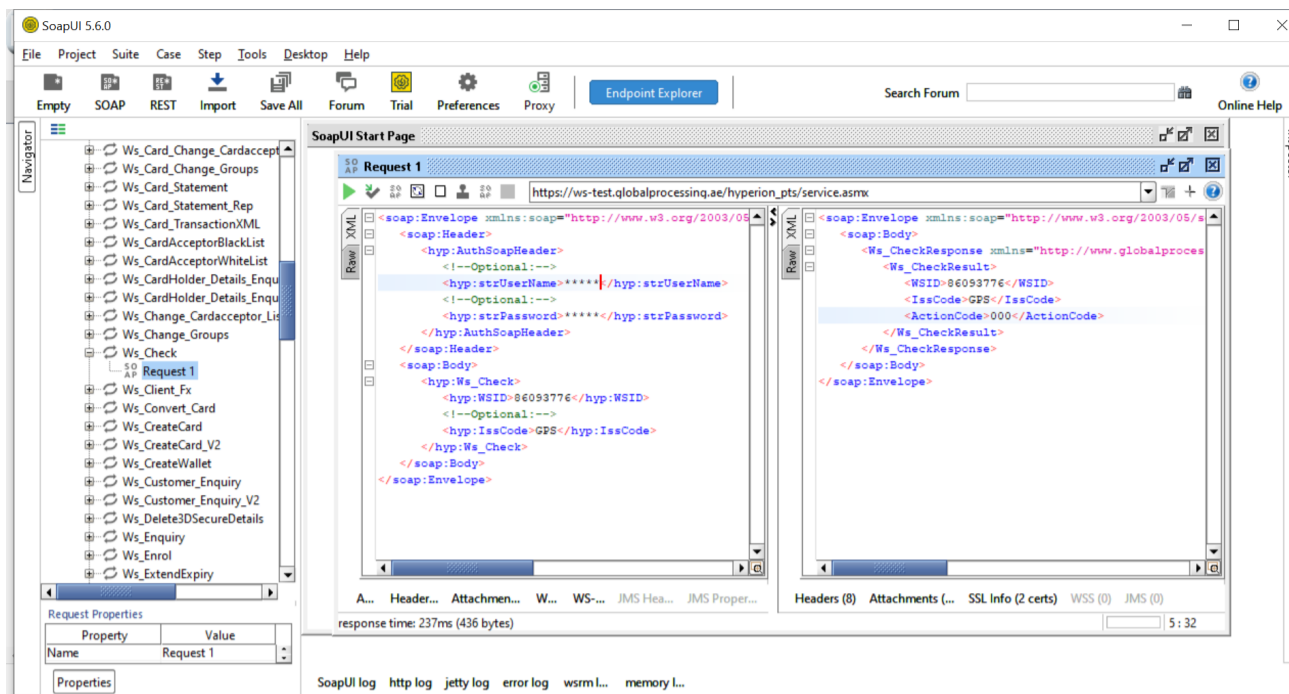 SoapUI 5.6.0
File Project Suite Case Step Tools Desktop Help
Empty SOAP REST Import Save All Forum Trial Preferences Proxy Endpoint Explorer Search Forum Online Help
Navigator
Ws_Card_Change_Cardaccept
Ws_Card_Change_Groups
Ws_Card_Statement
Ws_Card_Statement_Rep
Ws_Card_TransactionXML
Ws_CardAcceptorBlackList
Ws_CardAcceptorWhiteList
Ws_CardHolder_Details_Enqu
Ws_CardHolder_Details_Enqu
Ws_Change_Cardacceptor_Lis
Ws_Change_Groups
Ws_Check
Request 1
Ws_Client_Fx
Ws_Convert_Card
Ws_CreateCard
Ws_CreateCard_V2
Ws_CreateWallet
Ws_Customer_Enquiry
Ws_Customer_Enquiry_V2
Ws_Delete3DSecureDetails
Ws_Enquiry
Ws_Enrol
Ws_ExtendExpiry
Request Properties
Property Value
Name Request 1
Properties
SoapUI Start Page
Request 1
https://ws-test.globalprocessing.ae/hyperion_pts/service.asmx
XML
Raw
<soap:Envelope xmlns:soap="http://www.w3.org/2003/05
<soap:Header>
<hyp:AuthSoapHeader>
<!--Optional:-->
<hyp:strUserName>*****</hyp:strUserName>
<!--Optional:-->
<hyp:strPassword>*****</hyp:strPassword>
</hyp:AuthSoapHeader>
</soap:Header>
<soap:Body>
<hyp:Ws_Check>
<hyp:WSID>86093776</hyp:WSID>
<!--Optional:-->
<hyp:IssCode>GPS</hyp:IssCode>
</hyp:Ws_Check>
</soap:Body>
</soap:Envelope>
A... Header... Attachmen... W... WS-... JMS Hea... JMS Proper...
XML
Raw
<soap:Envelope xmlns:soap="http://www.w3.org/2003/05/s
<soap:Body>
<Ws_CheckResponse xmlns="http://www.globalproces
<Ws_CheckResult>
<WSID>86093776</WSID>
<IssCode>GPS</IssCode>
<ActionCode>000</ActionCode>
</Ws_CheckResult>
</Ws_CheckResponse>
</soap:Body>
</soap:Envelope>
Headers (8) Attachments (... SSL Info (2 certs) WSS (0) JMS (0)
response time: 237ms (436 bytes) 5 : 32
SoapUI log http log jetty log error log wsrm l... memory l...